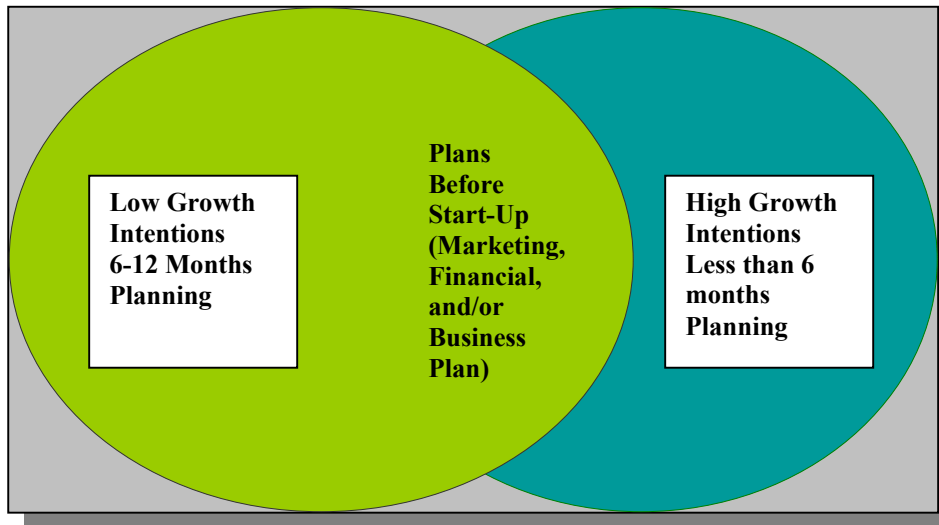 Low Growth
Intentions
6-12 Months
Planning
Plans
Before
Start-Up
(Marketing,
Financial,
and/or
Business
Plan)
High Growth
Intentions
Less than 6
months
Planning